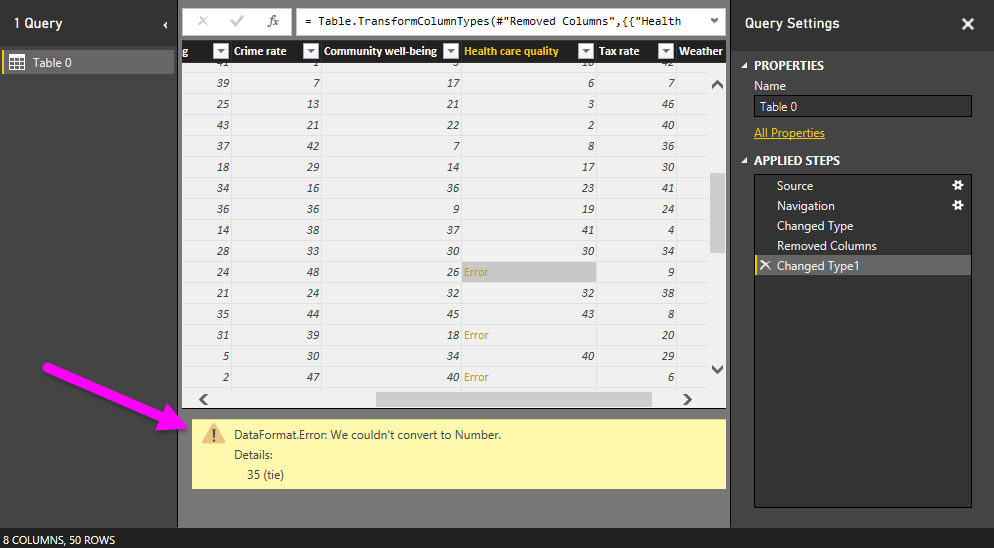 1 Query
Table 0
fx
= Table.TransformColumnTypes(#"Removed Columns",{{"Health
g Crime rate Community well-being Health care quality Tax rate Weather
39 7 17 6 7
25 13 21 3 46
43 21 22 2 40
37 42 7 8 36
18 29 14 17 30
34 16 36 23 41
36 36 9 19 24
14 38 37 41 4
28 33 30 30 34
24 48 26 Error 9
21 24 32 32 38
35 44 45 43 8
31 39 18 Error 20
5 30 34 40 29
2 47 40 Error 6
DataFormat.Error: We couldn't convert to Number.
Details:
35 (tie)
Query Settings
PROPERTIES
Name
Table 0
All Properties
APPLIED STEPS
Source
Navigation
Changed Type
Removed Columns
Changed Type1
8 COLUMNS, 50 ROWS